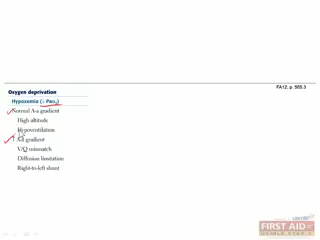 FA12, p. 565.3
Oxygen deprivation
Hypoxemia (↓ Pao₂)
Normal A-a gradient
High altitude
Hypoventilation
↑ A-a gradient
V/Q mismatch
Diffusion limitation
Right-to-left shunt
FIRST AID